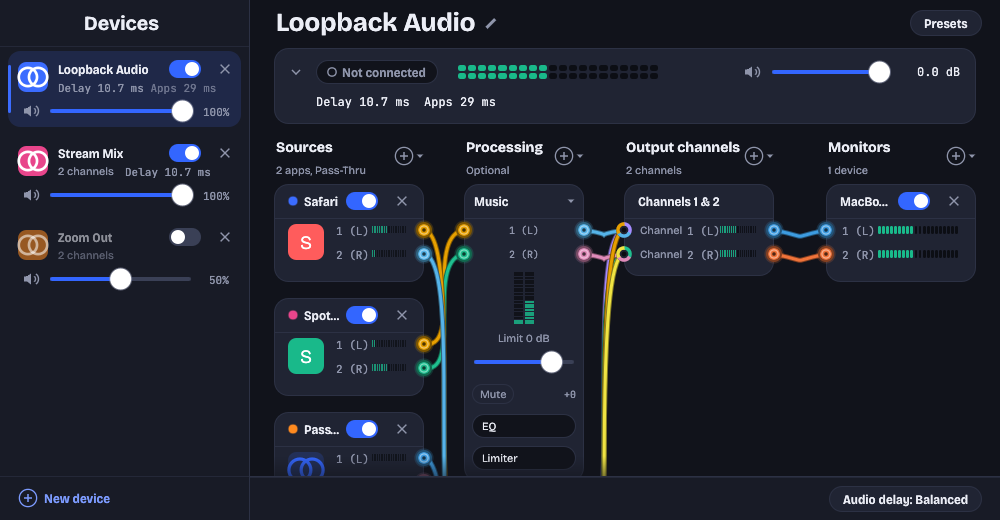 Devices
Loopback Audio
Delay 10.7 ms Apps 29 ms
100%
Stream Mix
2 channels Delay 10.7 ms
100%
Zoom Out
2 channels
50%
New device
Loopback Audio
Presets
Not connected
0.0 dB
Delay 10.7 ms Apps 29 ms
Sources
2 apps, Pass-Thru
Safari
S
1 (L)
2 (R)
Spot...
S
1 (L)
2 (R)
Pass...
1 (L)
Processing
Optional
Music
1 (L)
2 (R)
Limit 0 dB
Mute +0
EQ
Limiter
Output channels
2 channels
Channels 1 & 2
Channel 1 (L)
Channel 2 (R)
Monitors
1 device
MacBo...
1 (L)
2 (R)
Audio delay: Balanced